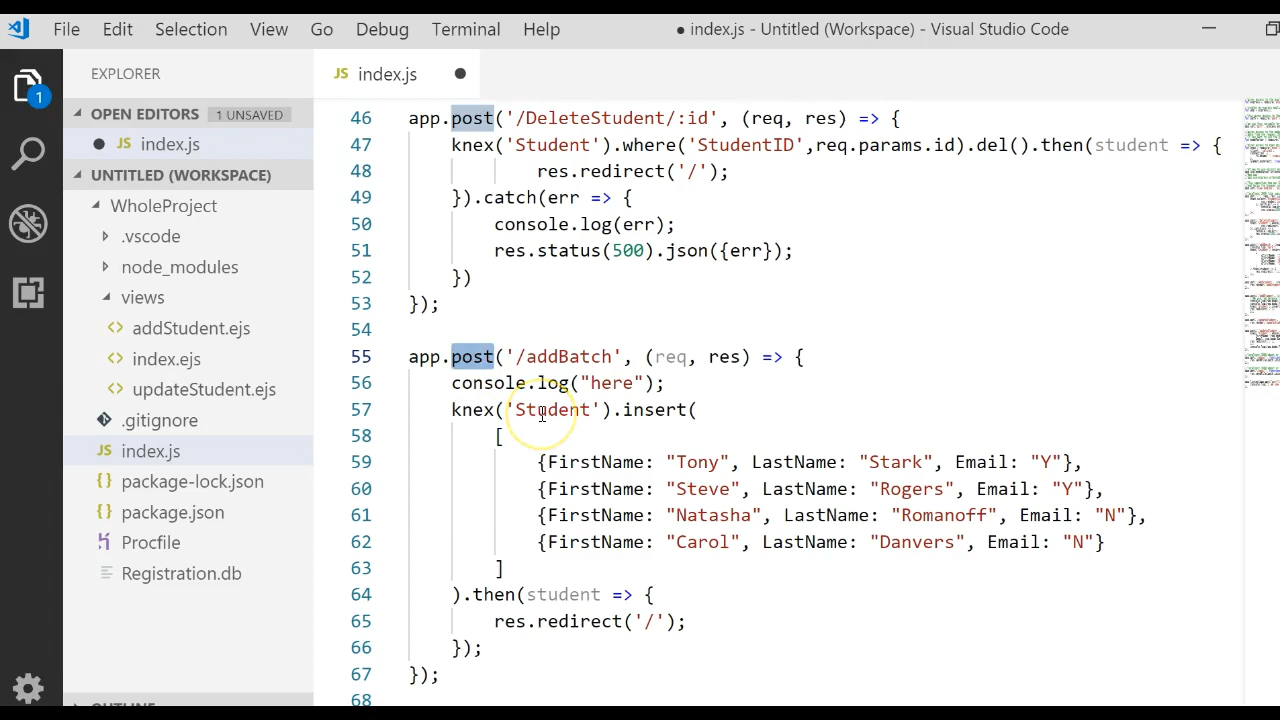 File Edit Selection View Go Debug Terminal Help ● index.js - Untitled (Workspace) - Visual Studio Code
EXPLORER
JS index.js ●
1
OPEN EDITORS 1 UNSAVED
● JS index.js
UNTITLED (WORKSPACE)
WholeProject
.vscode
node_modules
views
<> addStudent.ejs
<> index.ejs
<> updateStudent.ejs
.gitignore
JS index.js
{} package-lock.json
{} package.json
Procfile
Registration.db
OUTLINE
46 app.post('/DeleteStudent/:id', (req, res) => {
47 knex('Student').where('StudentID',req.params.id).del().then(student => {
48 res.redirect('/');
49 }).catch(err => {
50 console.log(err);
51 res.status(500).json({err});
52 })
53 });
54
55 app.post('/addBatch', (req, res) => {
56 console.log("here");
57 knex('Student').insert(
58 [
59 {FirstName: "Tony", LastName: "Stark", Email: "Y"},
60 {FirstName: "Steve", LastName: "Rogers", Email: "Y"},
61 {FirstName: "Natasha", LastName: "Romanoff", Email: "N"},
62 {FirstName: "Carol", LastName: "Danvers", Email: "N"}
63 ]
64 ).then(student => {
65 res.redirect('/');
66 });
67 });
68